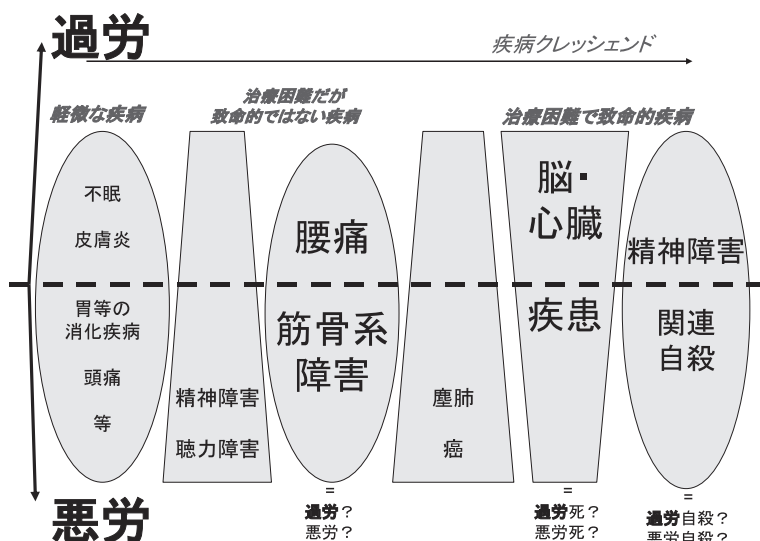 過労
疾病クレッシェンド
軽微な疾病
治療困難だが
致命的ではない疾病
治療困難で致命的疾病
不眠
皮膚炎
胃等の
消化疾病
頭痛
等
精神障害
聴力障害
腰痛
筋骨系
障害
塵肺
癌
脳・
心臓
疾患
精神障害
関連
自殺
悪労
=
過労？
悪労？
=
過労死？
悪労死？
=
過労自殺？
悪労自殺？